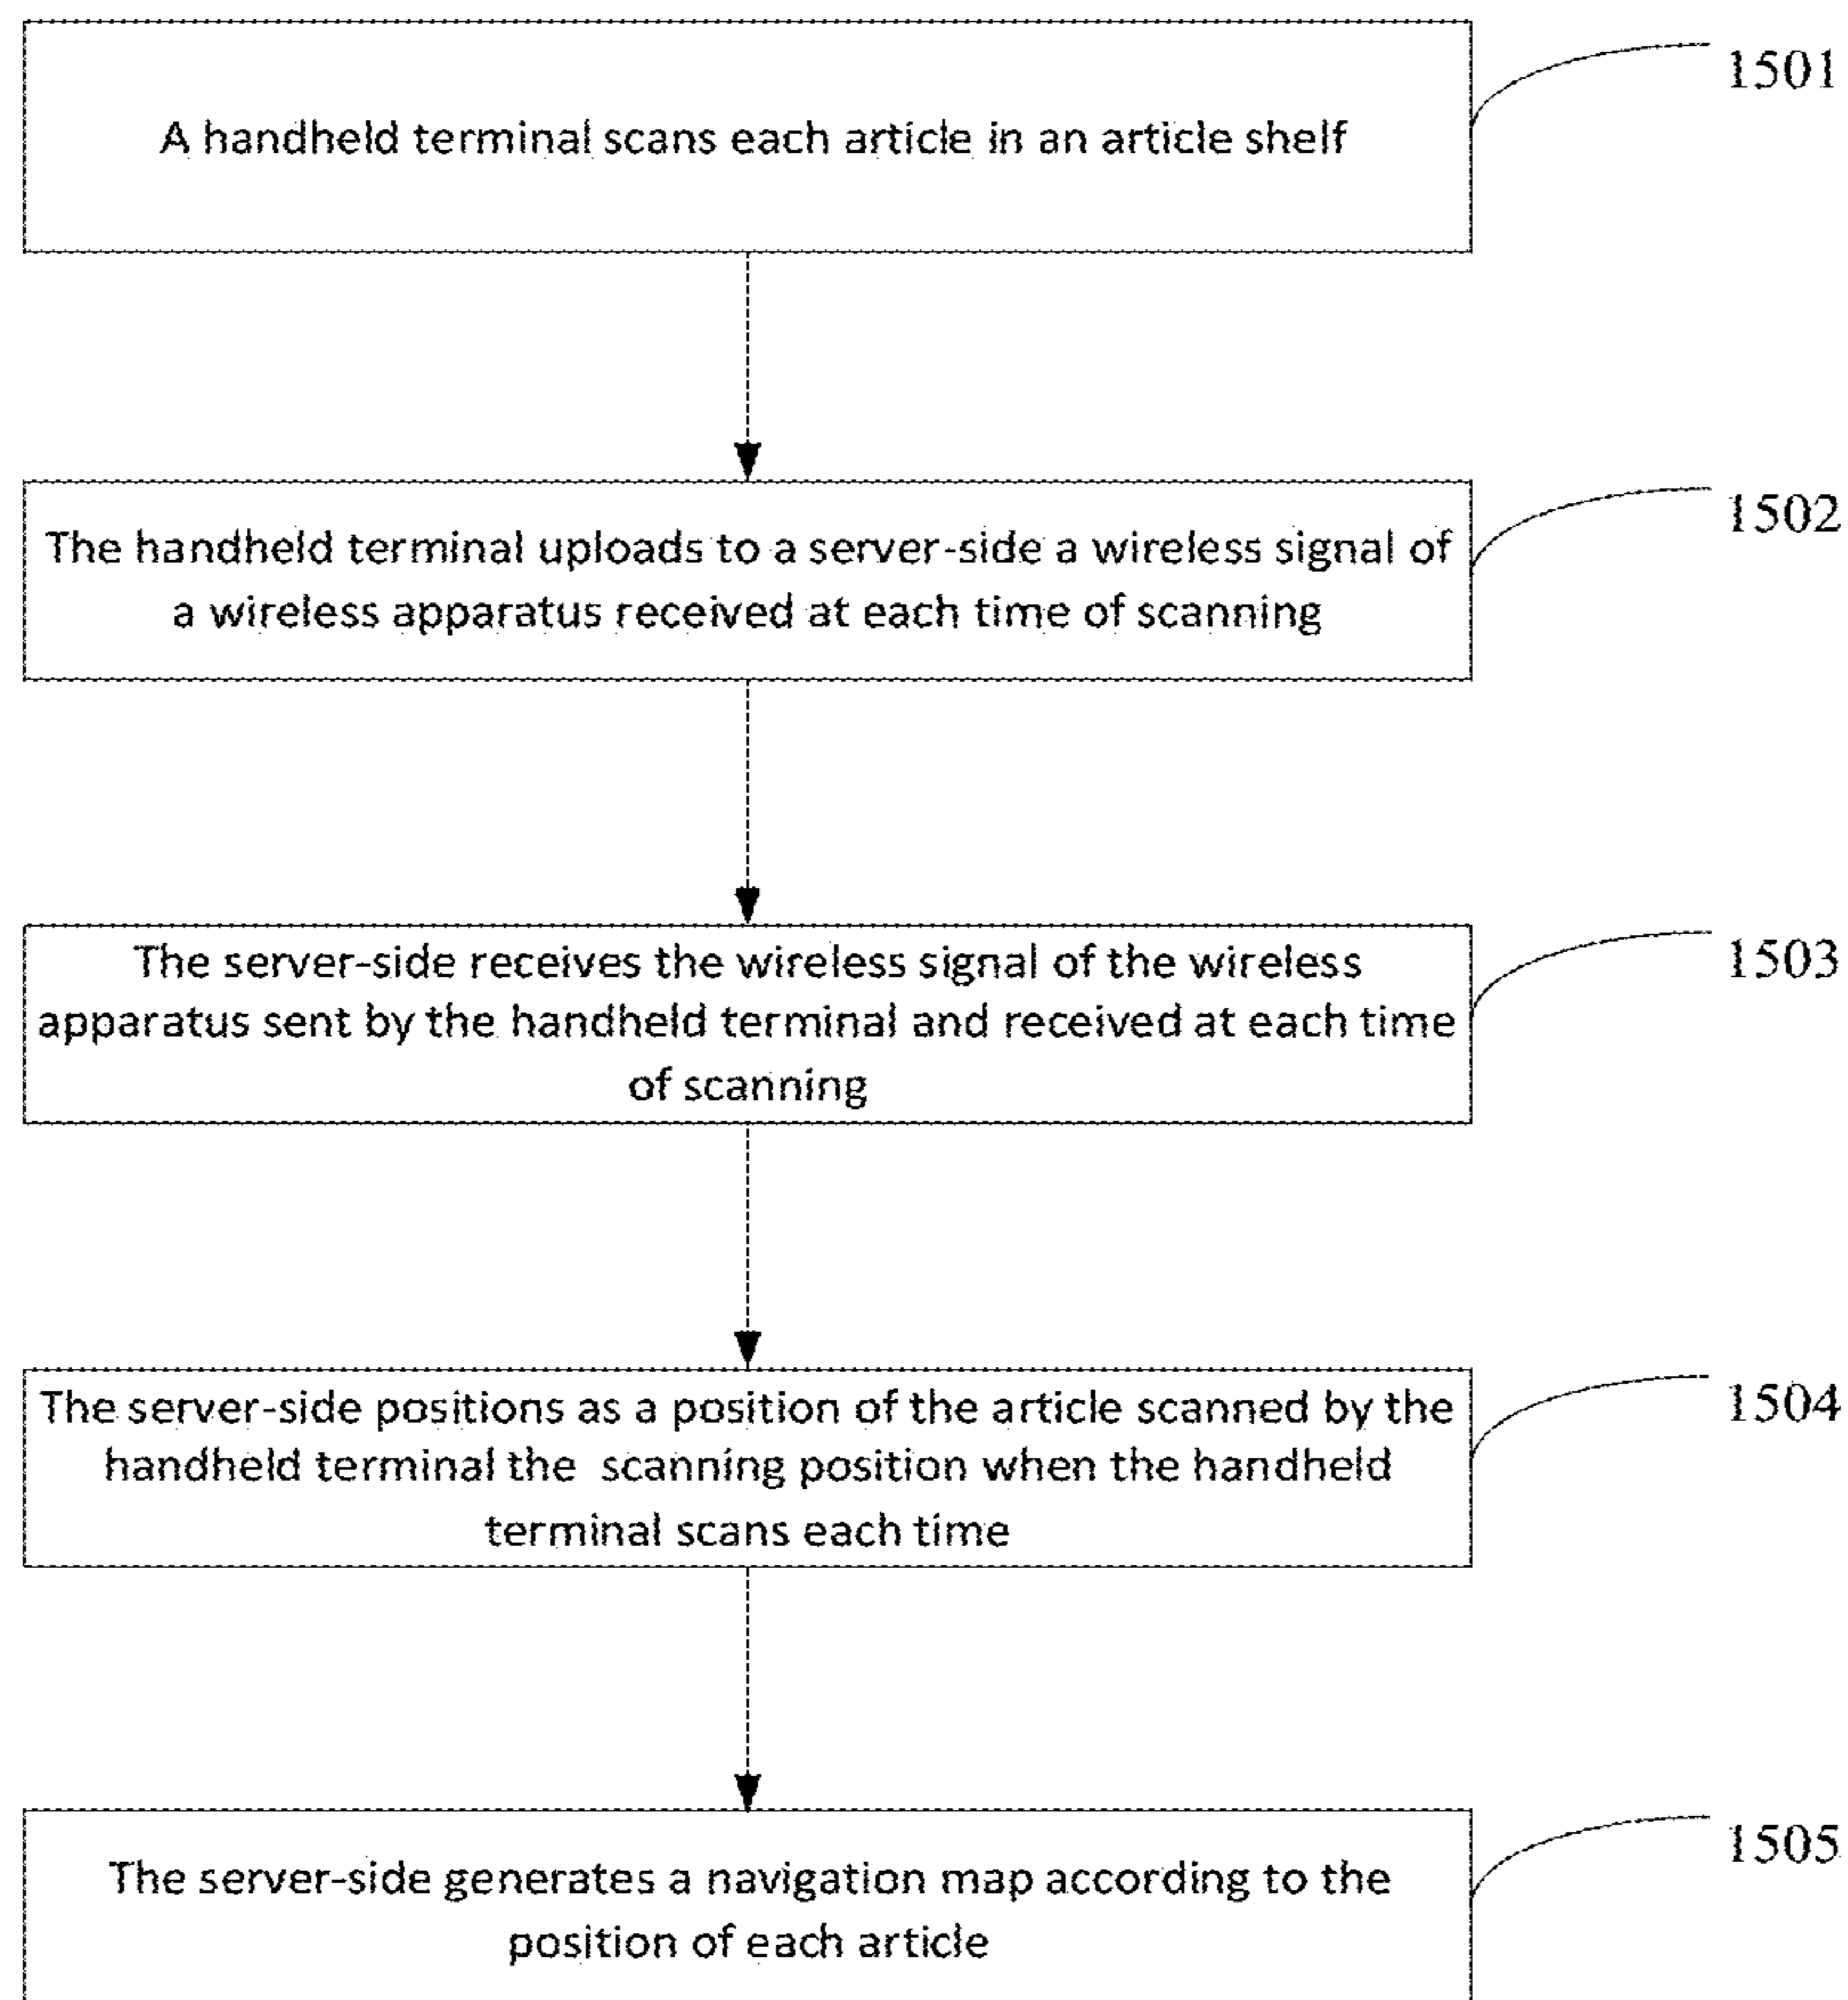 A handheld terminal scans each article in an article shelf
1501
The handheld terminal uploads to a server-side a wireless signal of
a wireless apparatus received at each time of scanning
1502
The server-side receives the wireless signal of the wireless
apparatus sent by the handheld terminal and received at each time
of scanning
1503
The server-side positions as a position of the article scanned by the
handheld terminal the scanning position when the handheld
terminal scans each time
1504
The server-side generates a navigation map according to the
position of each article
1505